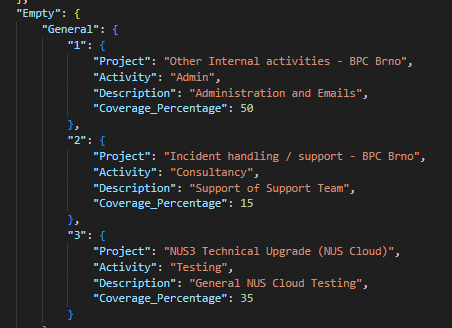 "Empty": {
"General": {
"1": {
"Project": "Other Internal activities - BPC Brno",
"Activity": "Admin",
"Description": "Administration and Emails",
"Coverage_Percentage": 50
},
"2": {
"Project": "Incident handling / support - BPC Brno",
"Activity": "Consultancy",
"Description": "Support of Support Team",
"Coverage_Percentage": 15
},
"3": {
"Project": "NUS3 Technical Upgrade (NUS Cloud)",
"Activity": "Testing",
"Description": "General NUS Cloud Testing",
"Coverage_Percentage": 35
}